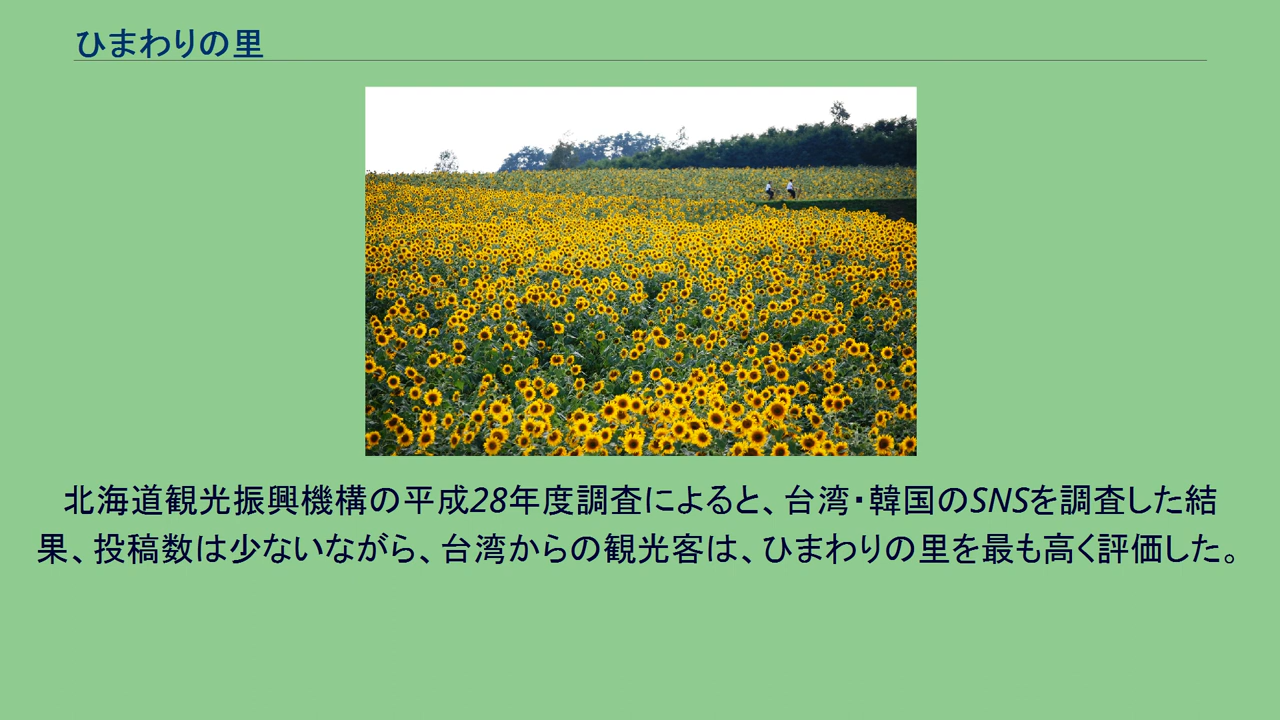 ひまわりの里
北海道観光振興機構の平成28年度調査によると、台湾・韓国のSNSを調査した結
果、投稿数は少ないながら、台湾からの観光客は、ひまわりの里を最も高く評価した。